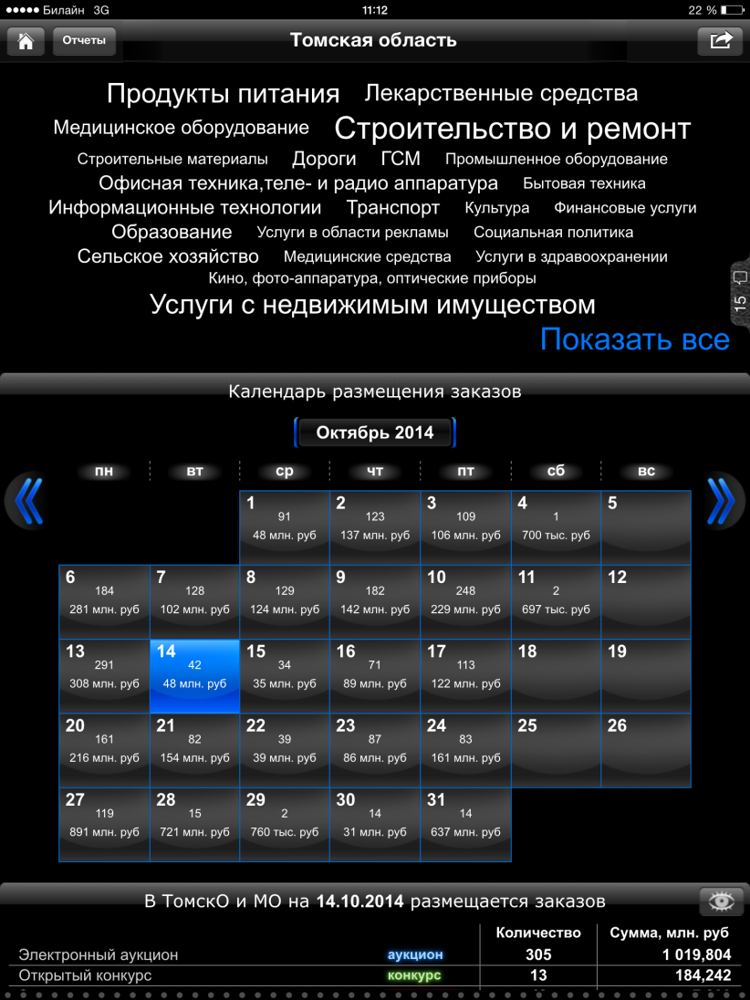 Билайн 3G 11:12 22 %
Отчеты Томская область
Продукты питания Лекарственные средства
Медицинское оборудование Строительство и ремонт
Строительные материалы Дороги ГСМ Промышленное оборудование
Офисная техника,теле- и радио аппаратура Бытовая техника
Информационные технологии Транспорт Культура Финансовые услуги
Образование Услуги в области рекламы Социальная политика
Сельское хозяйство Медицинские средства Услуги в здравоохранении
Кино, фото-аппаратура, оптические приборы
15
Услуги с недвижимым имуществом
Показать все
Календарь размещения заказов
Октябрь 2014
пн вт ср чт пт сб вс
1 2 3 4 5
91 123 109 1
48 млн. руб 137 млн. руб 106 млн. руб 700 тыс. руб
6 7 8 9 10 11 12
184 128 129 182 248 2
281 млн. руб 102 млн. руб 124 млн. руб 142 млн. руб 229 млн. руб 697 тыс. руб
13 14 15 16 17 18 19
291 42 34 71 113
308 млн. руб 48 млн. руб 35 млн. руб 89 млн. руб 122 млн. руб
20 21 22 23 24 25 26
161 82 39 87 83
216 млн. руб 154 млн. руб 39 млн. руб 86 млн. руб 161 млн. руб
27 28 29 30 31
119 15 2 14 14
891 млн. руб 721 млн. руб 760 тыс. руб 31 млн. руб 637 млн. руб
В ТомскО и МО на 14.10.2014 размещается заказов
Количество Сумма, млн. руб
Электронный аукцион аукцион 305 1 019,804
Открытый конкурс конкурс 13 184,242